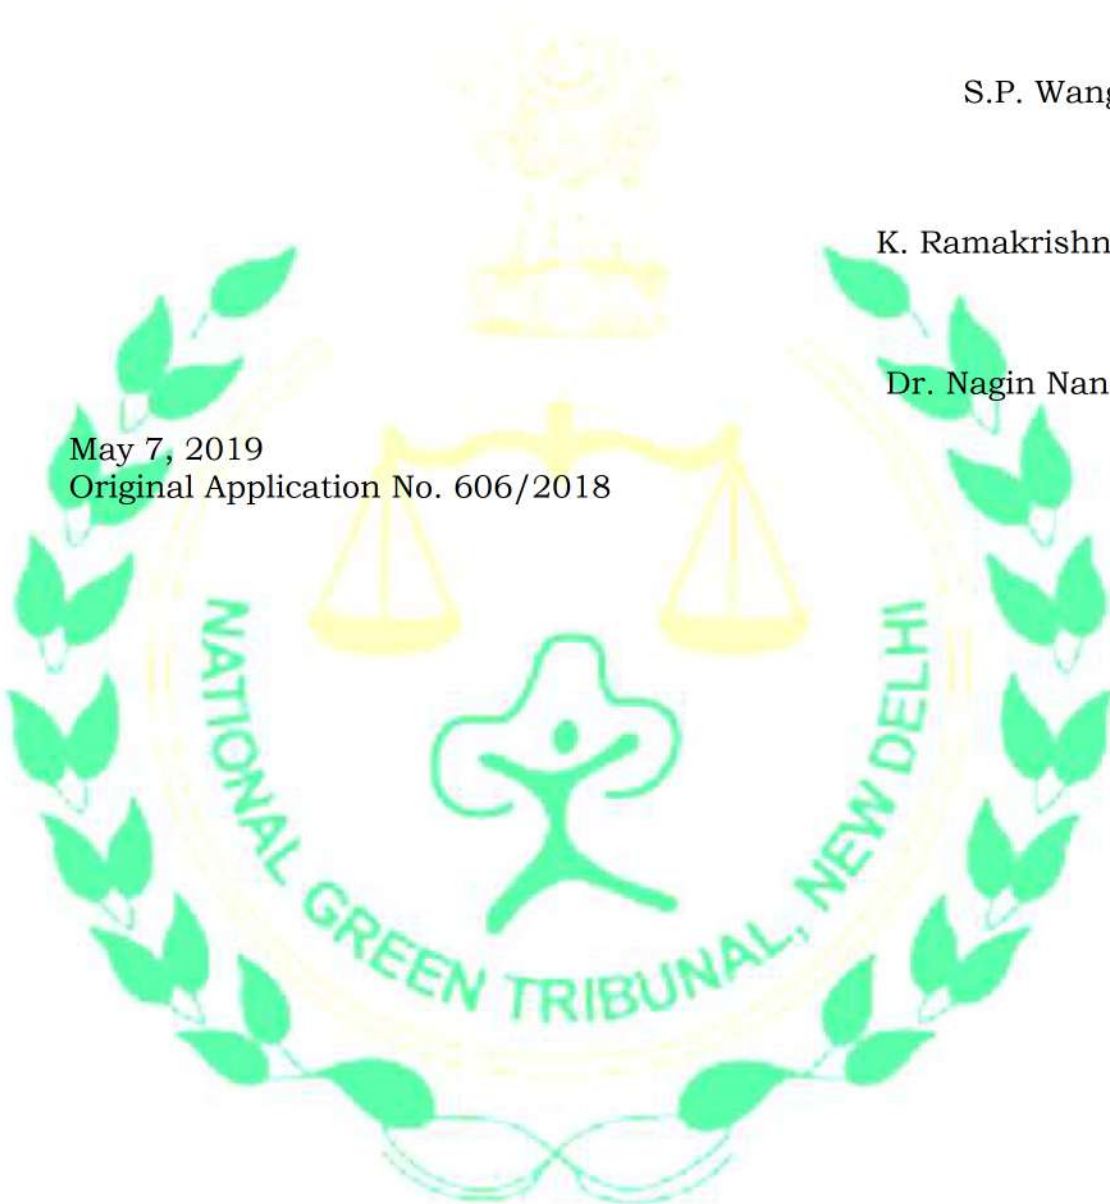 S.P. Wang
K. Ramakrishn
Dr. Nagin Nan
May 7, 2019
Original Application No. 606/2018
NATIONAL GREEN TRIBUNAL, NEW DELHI